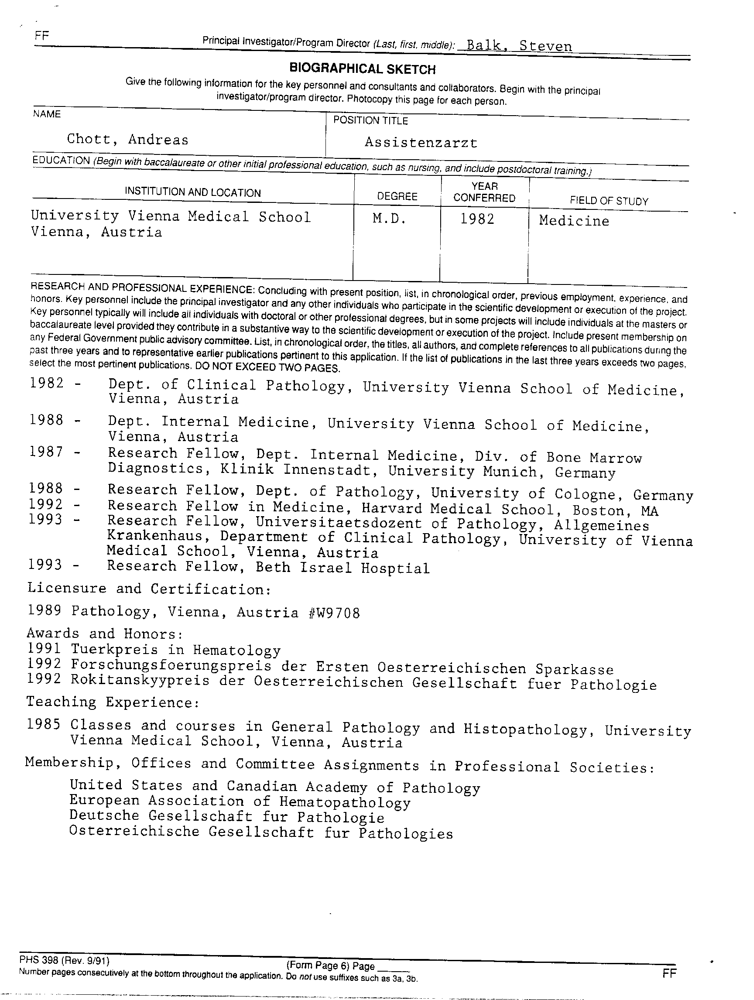 FF
Principal Investigator/Program Director (Last, first, middle): Balk, Steven
BIOGRAPHICAL SKETCH
Give the following information for the key personnel and consultants and collaborators. Begin with the principal
investigator/program director. Photocopy this page for each person.
NAME
POSITION TITLE
Chott, Andreas
Assistenzarzt
EDUCATION (Begin with baccalaureate or other initial professional education, such as nursing, and include postdoctoral training.)
INSTITUTION AND LOCATION
DEGREE
YEAR
CONFERRED
FIELD OF STUDY
University Vienna Medical School
Vienna, Austria
M.D.
1982
Medicine
RESEARCH AND PROFESSIONAL EXPERIENCE: Concluding with present position, list, in chronological order, previous employment, experience, and
honors. Key personnel include the principal investigator and any other individuals who participate in the scientific development or execution of the project.
Key personnel typically will include all individuals with doctoral or other professional degrees, but in some projects will include individuals at the masters or
baccalaureate level provided they contribute in a substantive way to the scientific development or execution of the project. Include present membership on
any Federal Government public advisory committee. List, in chronological order, the titles, all authors, and complete references to all publications during the
past three years and to representative earlier publications pertinent to this application. If the list of publications in the last three years exceeds two pages,
select the most pertinent publications. DO NOT EXCEED TWO PAGES.
1982 - Dept. of Clinical Pathology, University Vienna School of Medicine,
Vienna, Austria
1988 - Dept. Internal Medicine, University Vienna School of Medicine,
Vienna, Austria
1987 - Research Fellow, Dept. Internal Medicine, Div. of Bone Marrow
Diagnostics, Klinik Innenstadt, University Munich, Germany
1988 - Research Fellow, Dept. of Pathology, University of Cologne, Germany
1992 - Research Fellow in Medicine, Harvard Medical School, Boston, MA
1993 - Research Fellow, Universitaetsdozent of Pathology, Allgemeines
Krankenhaus, Department of Clinical Pathology, University of Vienna
Medical School, Vienna, Austria
1993 - Research Fellow, Beth Israel Hosptial
Licensure and Certification:
1989 Pathology, Vienna, Austria #W9708
Awards and Honors:
1991 Tuerkpreis in Hematology
1992 Forschungsfoerungspreis der Ersten Oesterreichischen Sparkasse
1992 Rokitanskyypreis der Oesterreichischen Gesellschaft fuer Pathologie
Teaching Experience:
1985 Classes and courses in General Pathology and Histopathology, University
Vienna Medical School, Vienna, Austria
Membership, Offices and Committee Assignments in Professional Societies:
United States and Canadian Academy of Pathology
European Association of Hematopathology
Deutsche Gesellschaft fur Pathologie
Osterreichische Gesellschaft fur Pathologies
PHS 398 (Rev. 9/91)
(Form Page 6) Page
Number pages consecutively at the bottom throughout the application. Do not use suffixes such as 3a, 3b.
FF